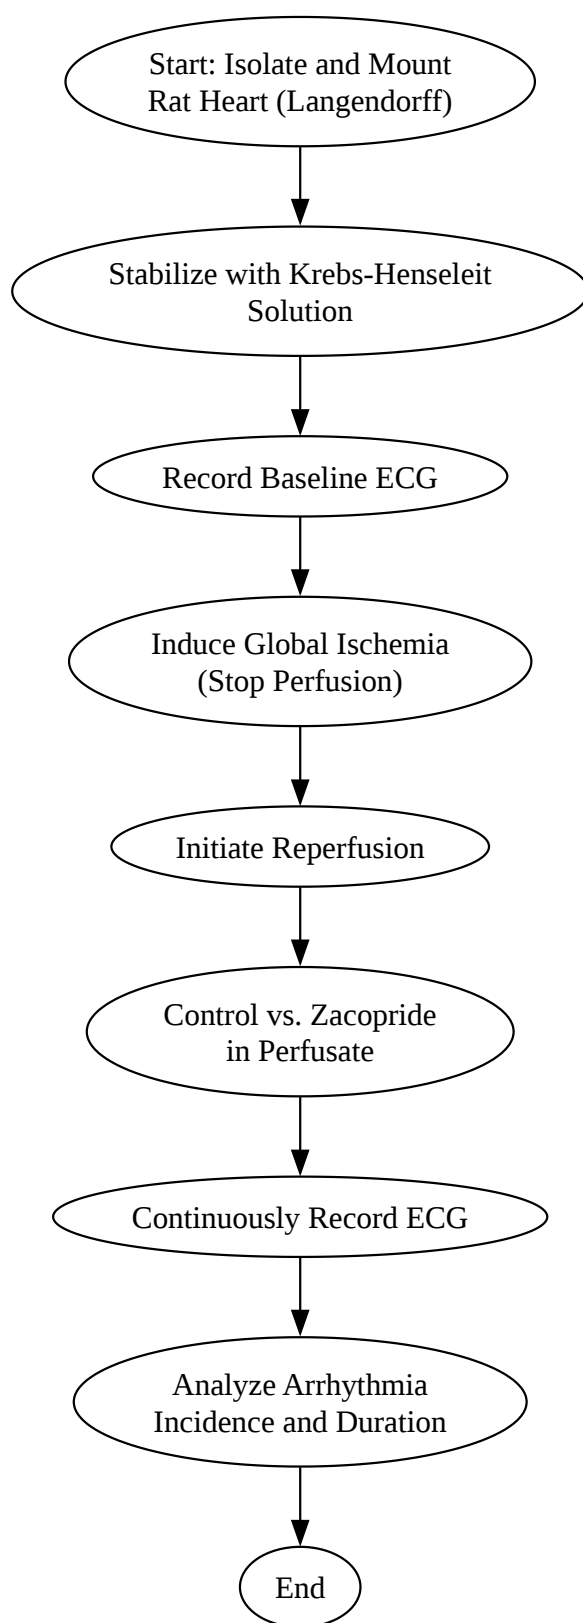 Start: Isolate and Mount
Rat Heart (Langendorff)
Stabilize with Krebs-Henseleit
Solution
Record Baseline ECG
Induce Global Ischemia
(Stop Perfusion)
Initiate Reperfusion
Control vs. Zacopride
in Perfusate
Continuously Record ECG
Analyze Arrhythmia
Incidence and Duration
End